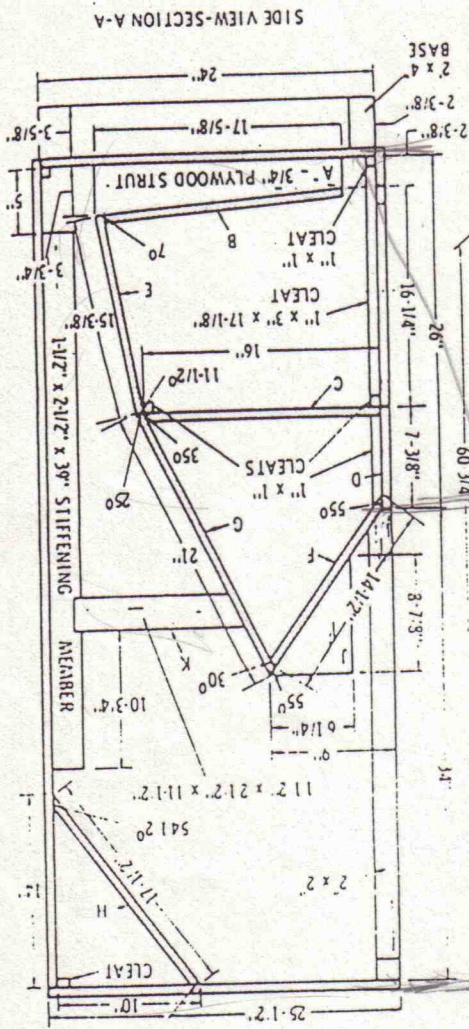 SIDE VIEW-SECTION A-A
24"
2" x 4"
BASE
3-5/8"
17-5/8"
2-3/8"
2-3/8"
5"
"A" - 3/4" PLYWOOD STRUT
3-3/4"
7°
B
1" x 1"
CLEAT
E
15-3/8"
1" x 3" x 17-1/8"
CLEAT
16-1/4"
26"
60 3/4"
16"
11-1/2°
C
35°
25°
1" x 1"
CLEATS
D
7-3/8"
1-1/2" x 2-1/2" x 39" STIFFENING MEMBER
G
21"
55°
F
14-1/2"
8-7/8"
I
K
J
30°
55°
6 1/4"
9"
10-3/4"
1 1/2" x 2 1/2" x 11-1/2"
34"
54 1/2°
17-1/2"
H
2" x 2"
CLEAT
10"
25-1/2"